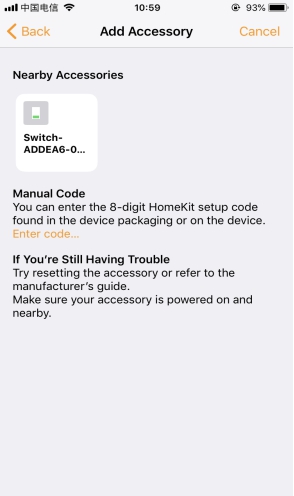 中国电信 10:59 93%
Back Add Accessory Cancel
Nearby Accessories
Switch-
ADDEA6-0...
Manual Code
You can enter the 8-digit HomeKit setup code
found in the device packaging or on the device.
Enter code...
If You're Still Having Trouble
Try resetting the accessory or refer to the
manufacturer's guide.
Make sure your accessory is powered on and
nearby.